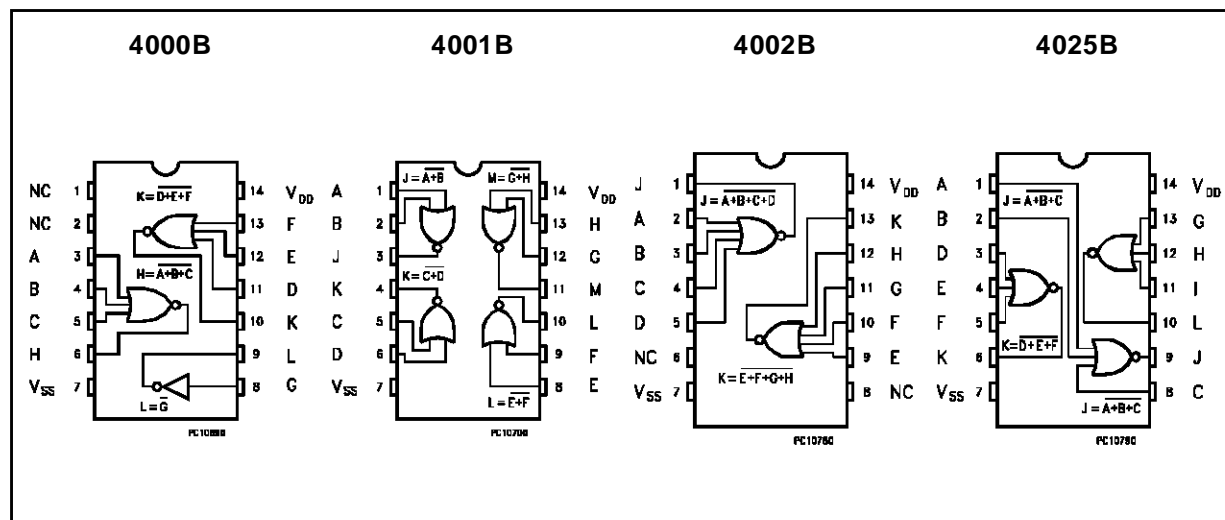 4000B
4001B
4002B
4025B
NC 1
NC 2
A 3
B 4
C 5
H 6
VSS 7
14 VDD
13 F
12 E
11 D
10 K
9 L
8 G
K=D̅+̅E̅+̅F̅
H=A̅+̅B̅+̅C̅
L=G̅
A 1
B 2
J 3
K 4
C 5
D 6
VSS 7
14 VDD
13 H
12 G
11 M
10 L
9 F
8 E
J=A̅+̅B̅
M=G̅+̅H̅
K=C̅+̅D̅
L=E̅+̅F̅
J 1
A 2
B 3
C 4
D 5
NC 6
VSS 7
14 VDD
13 K
12 H
11 G
10 F
9 E
8 NC
J=A̅+̅B̅+̅C̅+̅D̅
K=E̅+̅F̅+̅G̅+̅H̅
PC10760
A 1
B 2
D 3
E 4
F 5
K 6
VSS 7
14 VDD
13 G
12 H
11 I
10 L
9 J
8 C
J=A̅+̅B̅+̅C̅
K=D̅+̅E̅+̅F̅
J=A̅+̅B̅+̅C̅